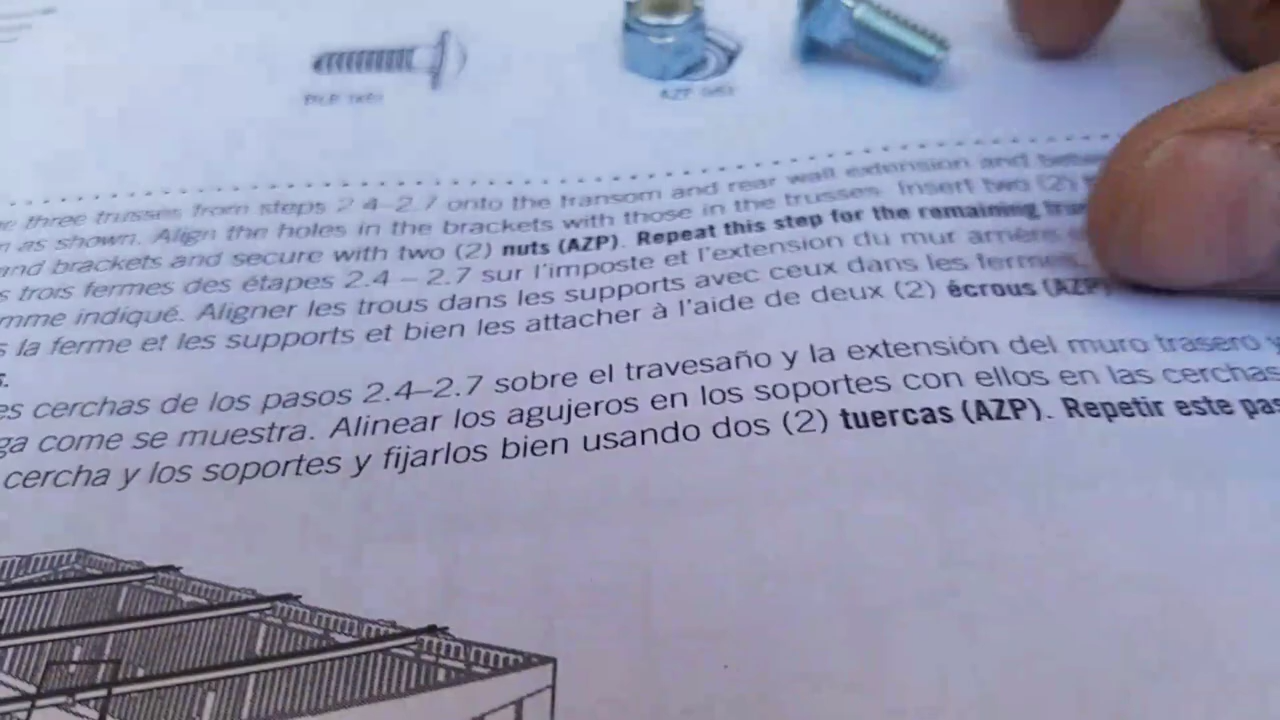 three trusses from steps 2.4–2.7 onto the transom and rear wall extension and
as shown. Align the holes in the brackets with those in the trusses. Insert two (2)
and brackets and secure with two (2) nuts (AZP). Repeat this step for the remaining
trois fermes des étapes 2.4 – 2.7 sur l'imposte et l'extension du mur arrière
mme indiqué. Aligner les trous dans les supports avec ceux dans les fermes
s la ferme et les supports et bien les attacher à l'aide de deux (2) écrous (AZP)
es cerchas de los pasos 2.4–2.7 sobre el travesaño y la extensión del muro trasero y
ga come se muestra. Alinear los agujeros en los soportes con ellos en las cerchas
cercha y los soportes y fijarlos bien usando dos (2) tuercas (AZP). Repetir este pas